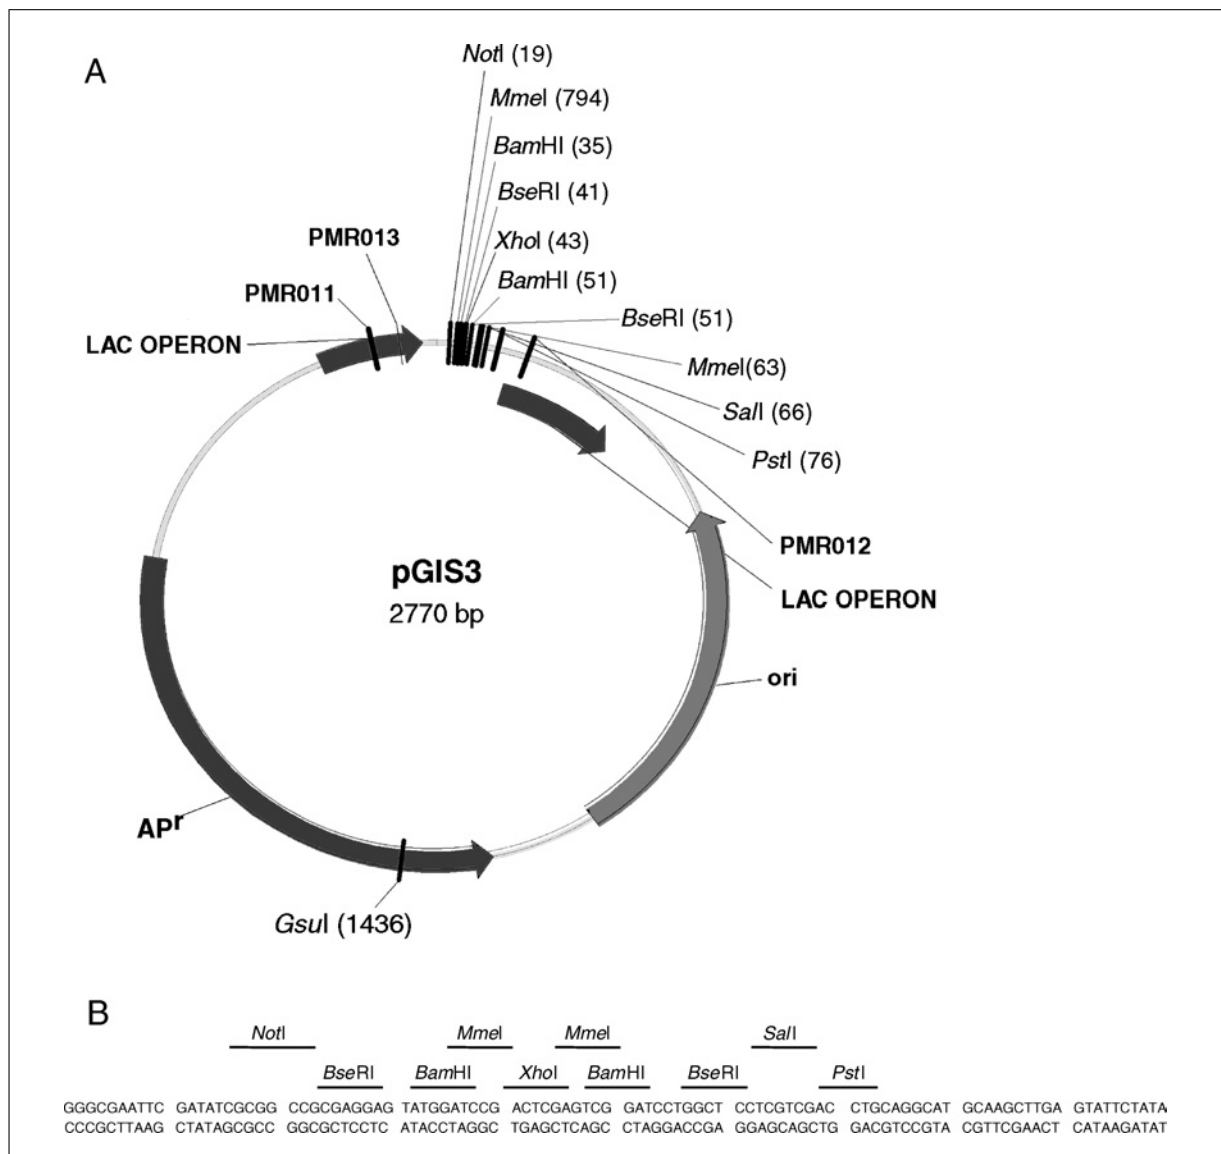 A
NotI (19)
MmeI (794)
BamHI (35)
BseRI (41)
XhoI (43)
BamHI (51)
BseRI (51)
MmeI(63)
SalI (66)
PstI (76)
PMR013
PMR011
LAC OPERON
PMR012
LAC OPERON
pGIS3
2770 bp
ori
APr
GsuI (1436)
B
NotI MmeI MmeI SalI
BseRI BamHI XhoI BamHI BseRI PstI
GGGCGAATTC GATATCGCGG CCGCGAGGAG TATGGATCCG ACTCGAGTCG GATCCTGGCT CCTCGTCGAC CTGCAGGCAT GCAAGCTTGA GTATTCTATA
CCCGCTTAAG CTATAGCGCC GGCGCTCCTC ATACCTAGGC TGAGCTCAGC CTAGGACCGA GGAGCAGCTG GACGTCCGTA CGTTCGAACT CATAAGATAT